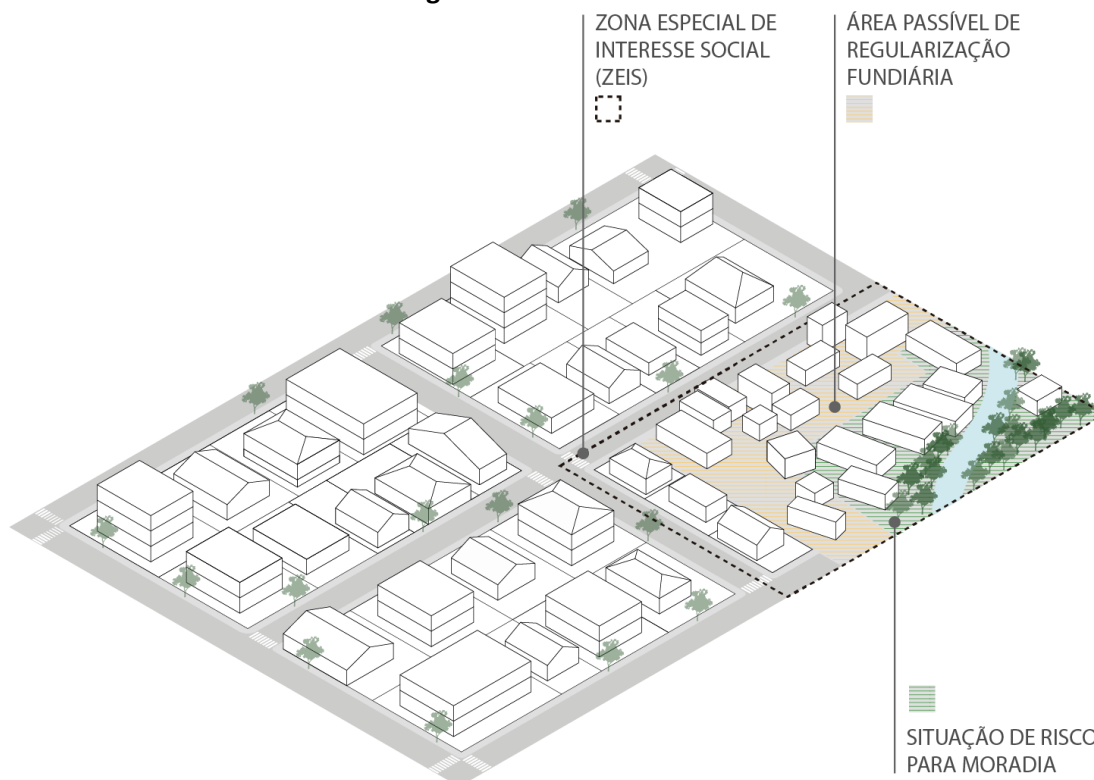 ZONA ESPECIAL DE
INTERESSE SOCIAL
(ZEIS)
ÁREA PASSÍVEL DE
REGULARIZAÇÃO
FUNDIÁRIA
SITUAÇÃO DE RISCO
PARA MORADIA